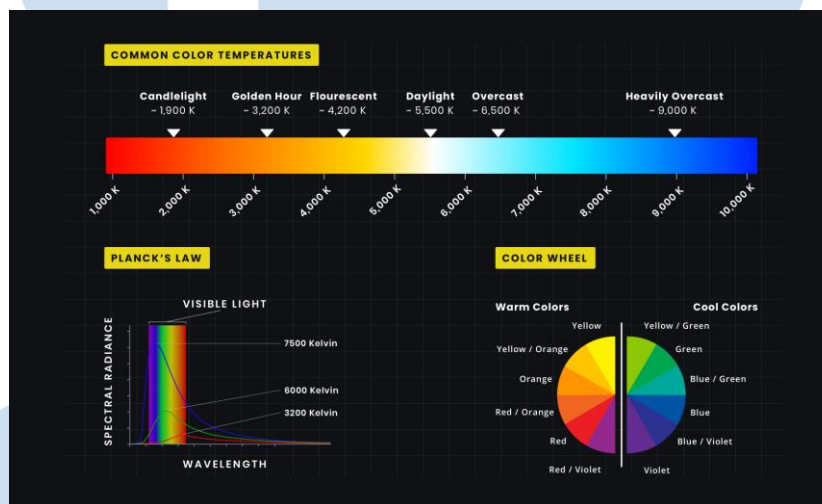 COMMON COLOR TEMPERATURES
Candlelight
~ 1,900 K
Golden Hour
~ 3,200 K
Flourescent
~ 4,200 K
Daylight
~ 5,500 K
Overcast
~ 6,500 K
Heavily Overcast
~ 9,000 K
1,000 K
2,000 K
3,000 K
4,000 K
5,000 K
6,000 K
7,000 K
8,000 K
9,000 K
10,000 K
PLANCK'S LAW
VISIBLE LIGHT
SPECTRAL RADIANCE
7500 Kelvin
6000 Kelvin
3200 Kelvin
WAVELENGTH
COLOR WHEEL
Warm Colors
Cool Colors
Yellow
Yellow / Green
Yellow / Orange
Green
Orange
Blue / Green
Red / Orange
Blue
Red
Blue / Violet
Red / Violet
Violet